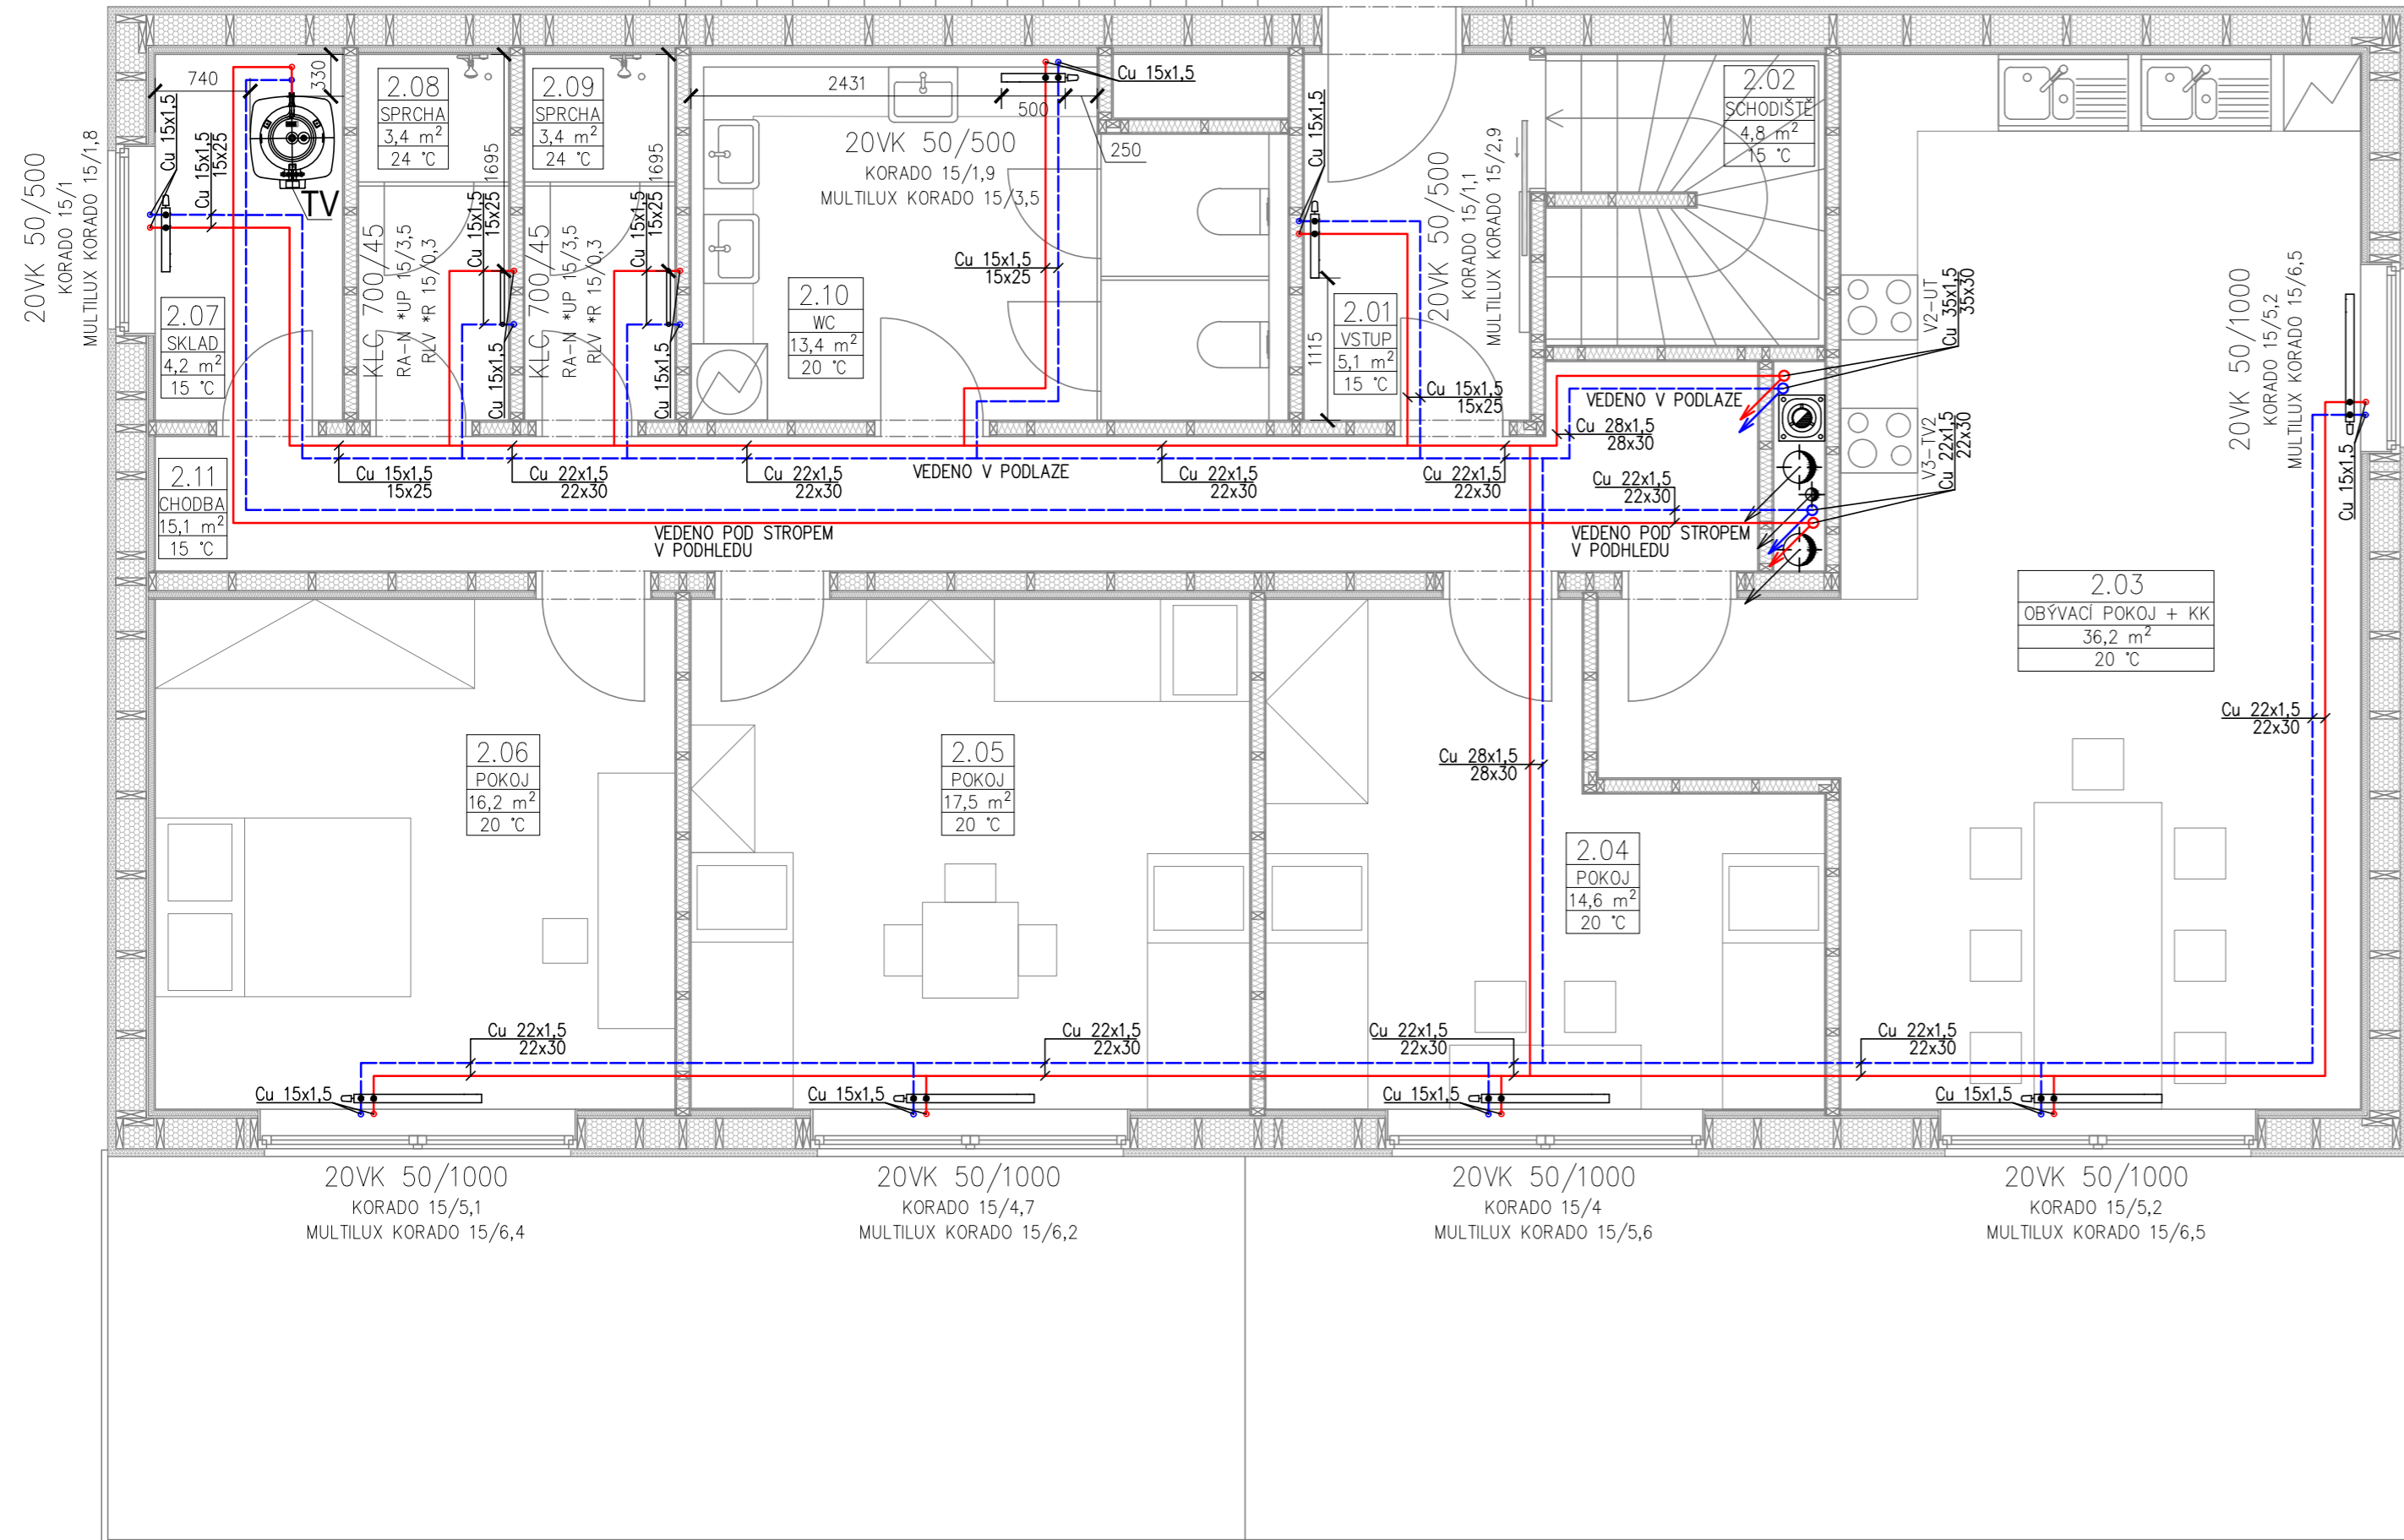 740
330
Cu 15x1,5
Cu 15x1,5
15x25
20VK 50/500
KORADO 15/1
MULTILUX KORADO 15/1,8
TV
2.07
SKLAD
4,2 m²
15 °C
2.08
SPRCHA
3,4 m²
24 °C
1695
KLC 700/45
RA-N *UP 15/3,5
RLV *R 15/0,3
Cu 15x1,5
15x25
Cu 15x1,5
2.09
SPRCHA
3,4 m²
24 °C
1695
KLC 700/45
RA-N *UP 15/3,5
RLV *R 15/0,3
Cu 15x1,5
15x25
Cu 15x1,5
2431
500
250
Cu 15x1,5
20VK 50/500
KORADO 15/1,9
MULTILUX KORADO 15/3,5
Cu 15x1,5
15x25
2.10
WC
13,4 m²
20 °C
Cu 15x1,5
1115
2.01
VSTUP
5,1 m²
15 °C
Cu 15x1,5
15x25
20VK 50/500
KORADO 15/1,1
MULTILUX KORADO 15/2,9
2.02
SCHODIŠTĚ
4,8 m²
15 °C
V2-UT
Cu 35x1,5
35x30
V3-TV2
Cu 22x1,5
22x30
VEDENO V PODLAZE
Cu 28x1,5
28x30
20VK 50/1000
KORADO 15/5,2
MULTILUX KORADO 15/6,5
Cu 15x1,5
2.11
CHODBA
15,1 m²
15 °C
Cu 15x1,5
15x25
Cu 22x1,5
22x30
Cu 22x1,5
22x30
VEDENO V PODLAZE
Cu 22x1,5
22x30
Cu 22x1,5
22x30
Cu 22x1,5
22x30
VEDENO POD STROPEM
V PODHLEDU
VEDENO POD STROPEM
V PODHLEDU
2.03
OBÝVACÍ POKOJ + KK
36,2 m²
20 °C
Cu 22x1,5
22x30
2.06
POKOJ
16,2 m²
20 °C
2.05
POKOJ
17,5 m²
20 °C
Cu 28x1,5
28x30
2.04
POKOJ
14,6 m²
20 °C
Cu 22x1,5
22x30
Cu 22x1,5
22x30
Cu 22x1,5
22x30
Cu 22x1,5
22x30
Cu 15x1,5
Cu 15x1,5
Cu 15x1,5
Cu 15x1,5
20VK 50/1000
KORADO 15/5,1
MULTILUX KORADO 15/6,4
20VK 50/1000
KORADO 15/4,7
MULTILUX KORADO 15/6,2
20VK 50/1000
KORADO 15/4
MULTILUX KORADO 15/5,6
20VK 50/1000
KORADO 15/5,2
MULTILUX KORADO 15/6,5